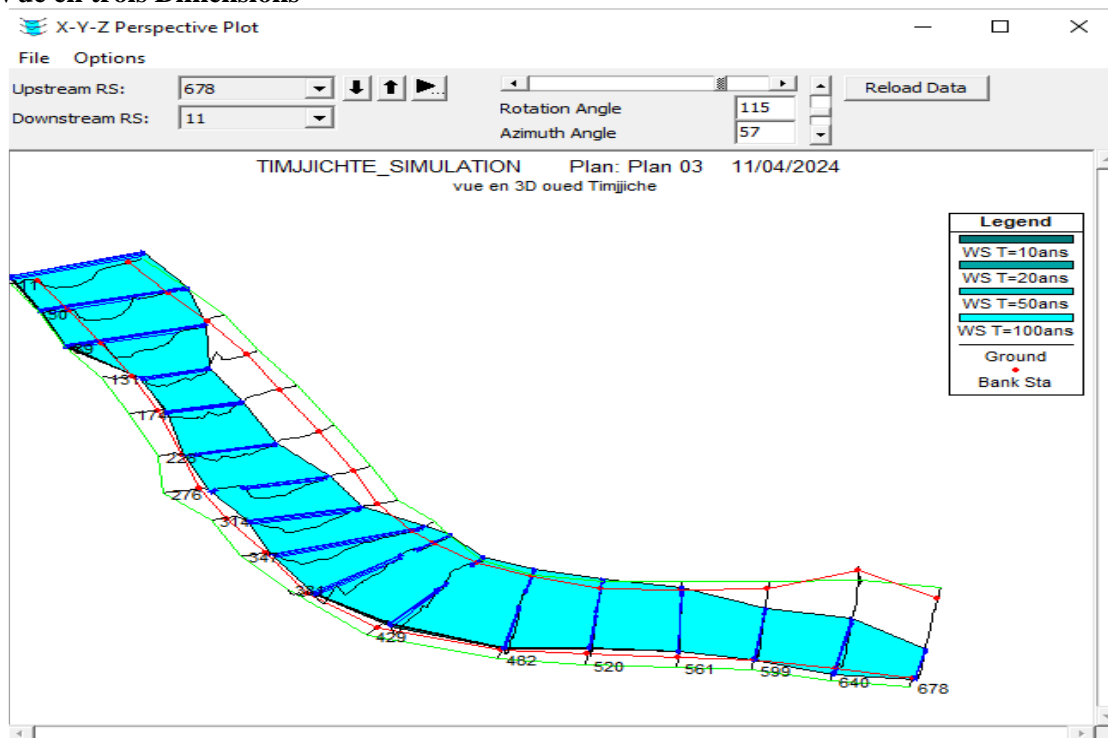 Vue en trois Dimensions
X-Y-Z Perspective Plot
File Options
Upstream RS: 678
Downstream RS: 11
Rotation Angle 115
Azimuth Angle 57
Reload Data
TIMJJICHTE_SIMULATION Plan: Plan 03 11/04/2024
vue en 3D oued Timjjiche
Legend
WS T=10ans
WS T=20ans
WS T=50ans
WS T=100ans
Ground
Bank Sta
11
131
174
276
314
347
429
482
520
561
599
640
678